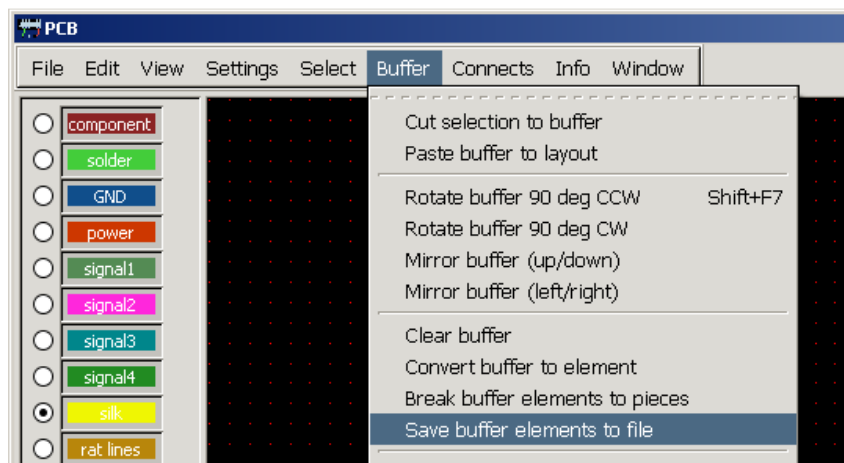 PCB
File Edit View Settings Select Buffer Connects Info Window
component
solder
GND
power
signal1
signal2
signal3
signal4
silk
rat lines
Cut selection to buffer
Paste buffer to layout
Rotate buffer 90 deg CCW Shift+F7
Rotate buffer 90 deg CW
Mirror buffer (up/down)
Mirror buffer (left/right)
Clear buffer
Convert buffer to element
Break buffer elements to pieces
Save buffer elements to file